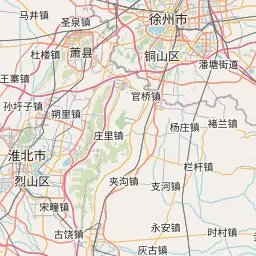 马井镇
圣泉镇
徐州市
杜楼镇
萧县
铜山区
潘塘街道
王寨镇
官桥镇
孙圩子镇
朔里镇
庄里镇
杨庄镇
褚兰镇
淮北市
烈山区
栏杆镇
夹沟镇
支河镇
宋疃镇
古饶镇
永安镇
时村镇
灰古镇